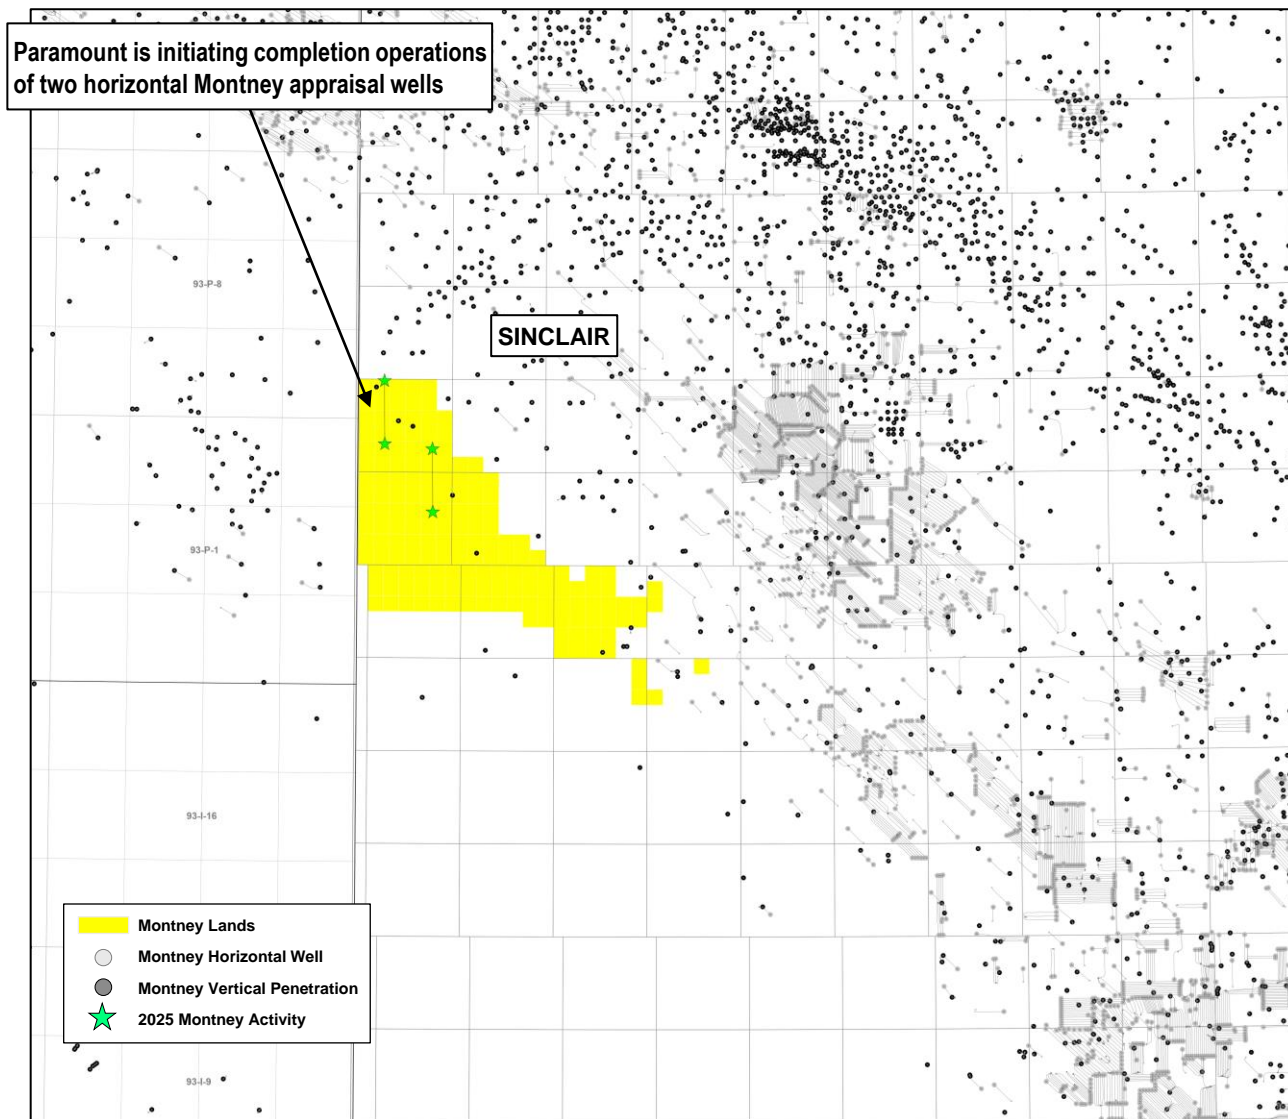 Paramount is initiating completion operations
of two horizontal Montney appraisal wells
93-P-8
SINCLAIR
93-P-1
93-I-16
Montney Lands
Montney Horizontal Well
Montney Vertical Penetration
2025 Montney Activity
93-I-9